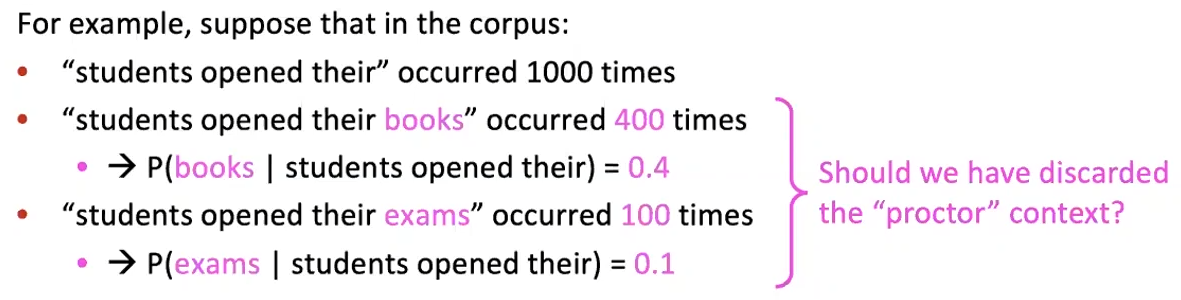 For example, suppose that in the corpus:
• “students opened their” occurred 1000 times
• “students opened their books” occurred 400 times
• → P(books | students opened their) = 0.4
• “students opened their exams” occurred 100 times
• → P(exams | students opened their) = 0.1
Should we have discarded
the “proctor” context?